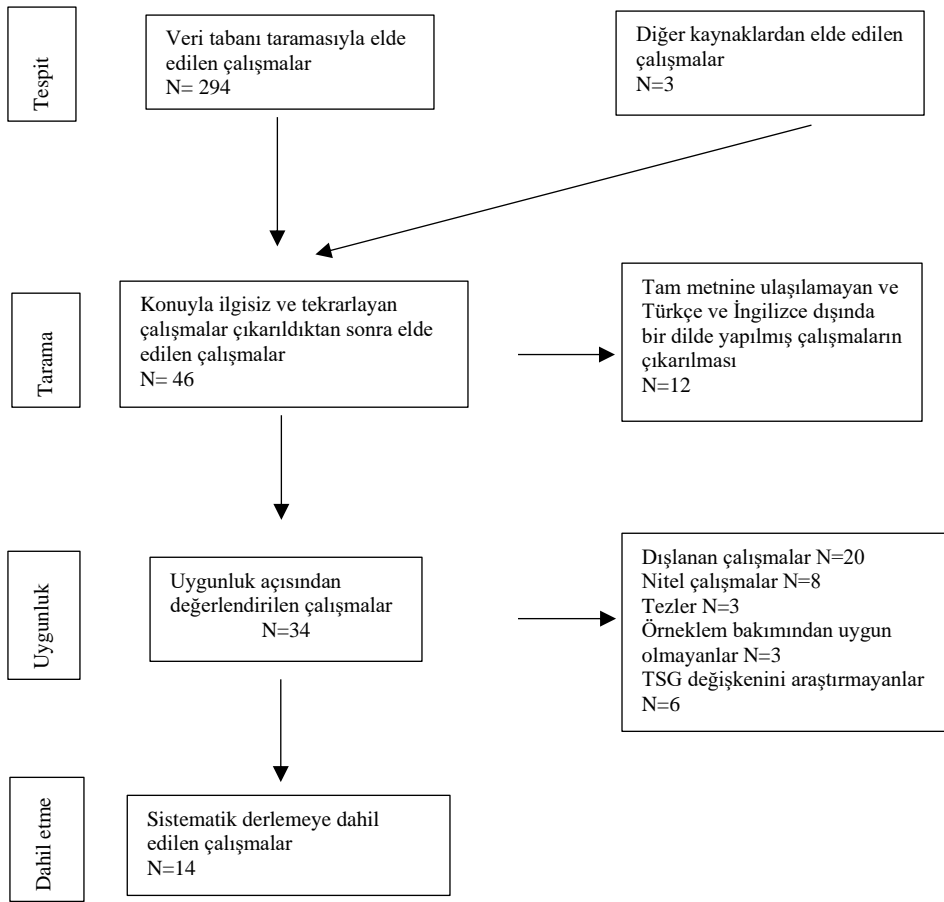 Tespit
Veri tabanı taramasıyla elde
edilen çalışmalar
N= 294
Diğer kaynaklardan elde edilen
çalışmalar
N=3
Tarama
Konuyla ilgisiz ve tekrarlayan
çalışmalar çıkarıldıktan sonra elde
edilen çalışmalar
N= 46
Tam metnine ulaşılamayan ve
Türkçe ve İngilizce dışında
bir dilde yapılmış çalışmaların
çıkarılması
N=12
Uygunluk
Uygunluk açısından
değerlendirilen çalışmalar
N=34
Dışlanan çalışmalar N=20
Nitel çalışmalar N=8
Tezler N=3
Örneklem bakımından uygun
olmayanlar N=3
TSG değişkenini araştırmayanlar
N=6
Dahil etme
Sistematik derlemeye dahil
edilen çalışmalar
N=14